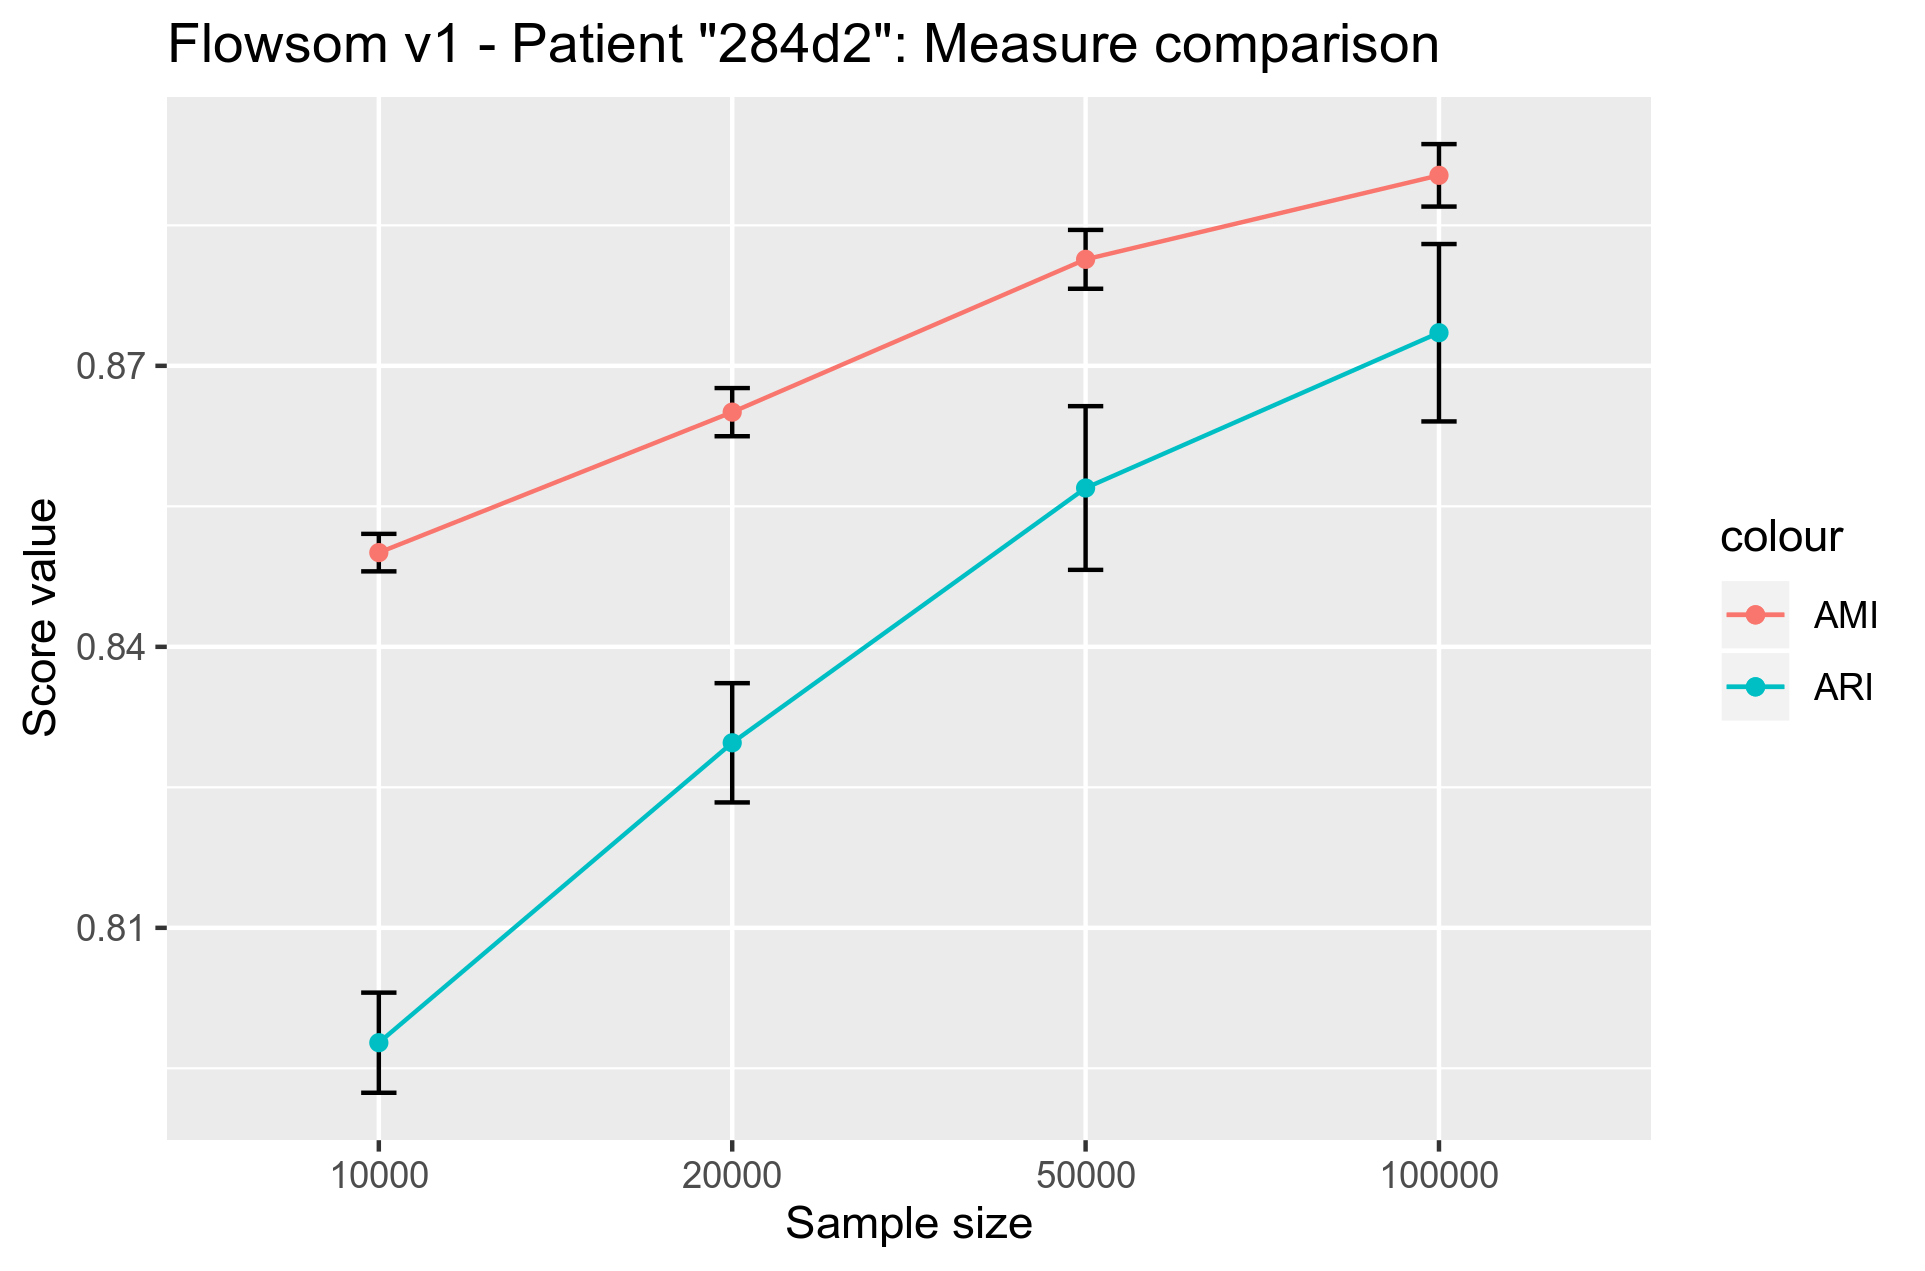 Flowsom v1 - Patient "284d2": Measure comparison
Score value
0.87
0.84
0.81
10000 20000 50000 100000
Sample size
colour
AMI
ARI